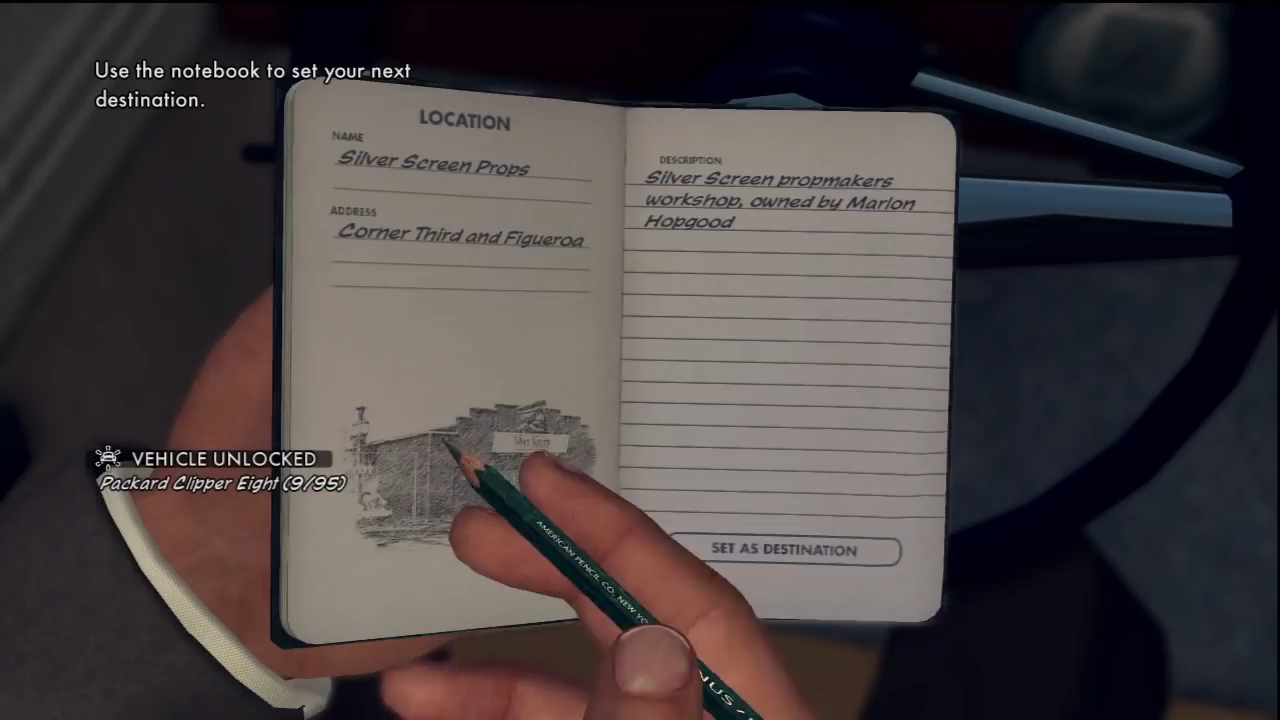 Use the notebook to set your next
destination.
LOCATION
NAME
Silver Screen Props
ADDRESS
Corner Third and Figueroa
DESCRIPTION
Silver Screen propmakers
workshop, owned by Marlon
Hopgood
VEHICLE UNLOCKED
Packard Clipper Eight (9/95)
AMERICAN PENCIL CO. NEW YO
SET AS DESTINATION